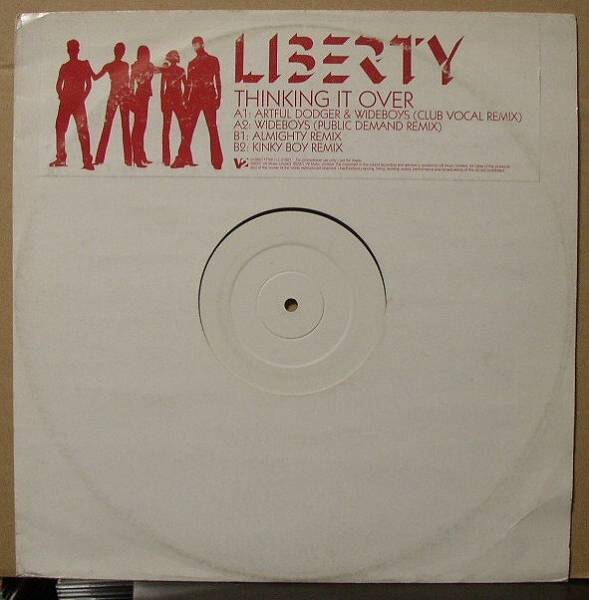 LIBERTY
THINKING IT OVER
A1: ARTFUL DODGER & WIDEBOYS (CLUB VOCAL REMIX)
A2: WIDEBOYS (PUBLIC DEMAND REMIX)
B1: ALMIGHTY REMIX
B2: KINKY BOY REMIX
V2